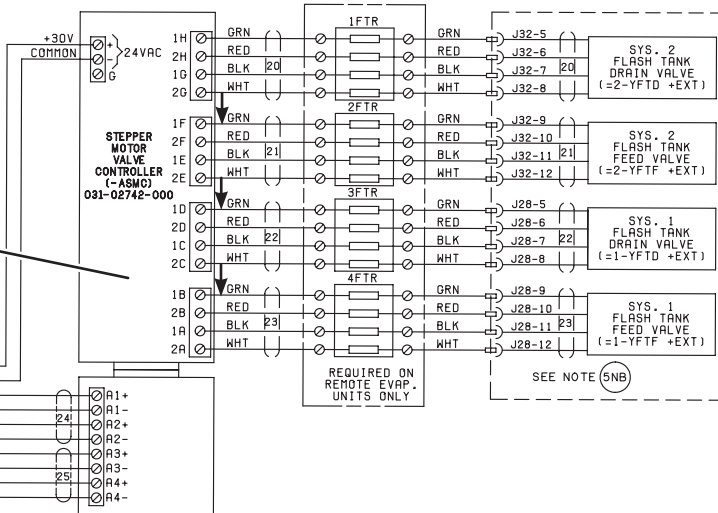 1FTR
+30V
COMMON
+
-
G
24VAC
1H GRN GRN J32-5
2H RED RED J32-6
1G BLK 20 BLK J32-7 20
2G WHT WHT J32-8
SYS. 2
FLASH TANK
DRAIN VALVE
(=2-YFTD +EXT)
2FTR
1F GRN GRN J32-9
2F RED RED J32-10
1E BLK 21 BLK J32-11 21
2E WHT WHT J32-12
SYS. 2
FLASH TANK
FEED VALVE
(=2-YFTF +EXT)
STEPPER
MOTOR
VALVE
CONTROLLER
(-ASMC)
031-02742-000
3FTR
1D GRN GRN J28-5
2D RED RED J28-6
1C BLK 22 BLK J28-7 22
2C WHT WHT J28-8
SYS. 1
FLASH TANK
DRAIN VALVE
(=1-YFTD +EXT)
4FTR
1B GRN GRN J28-9
2B RED RED J28-10
1A BLK 23 BLK J28-11 23
2A WHT WHT J28-12
SYS. 1
FLASH TANK
FEED VALVE
(=1-YFTF +EXT)
REQUIRED ON
REMOTE EVAP.
UNITS ONLY
SEE NOTE 5NB
A1+
A1-
24 A2+
A2-
A3+
A3-
25 A4+
A4-